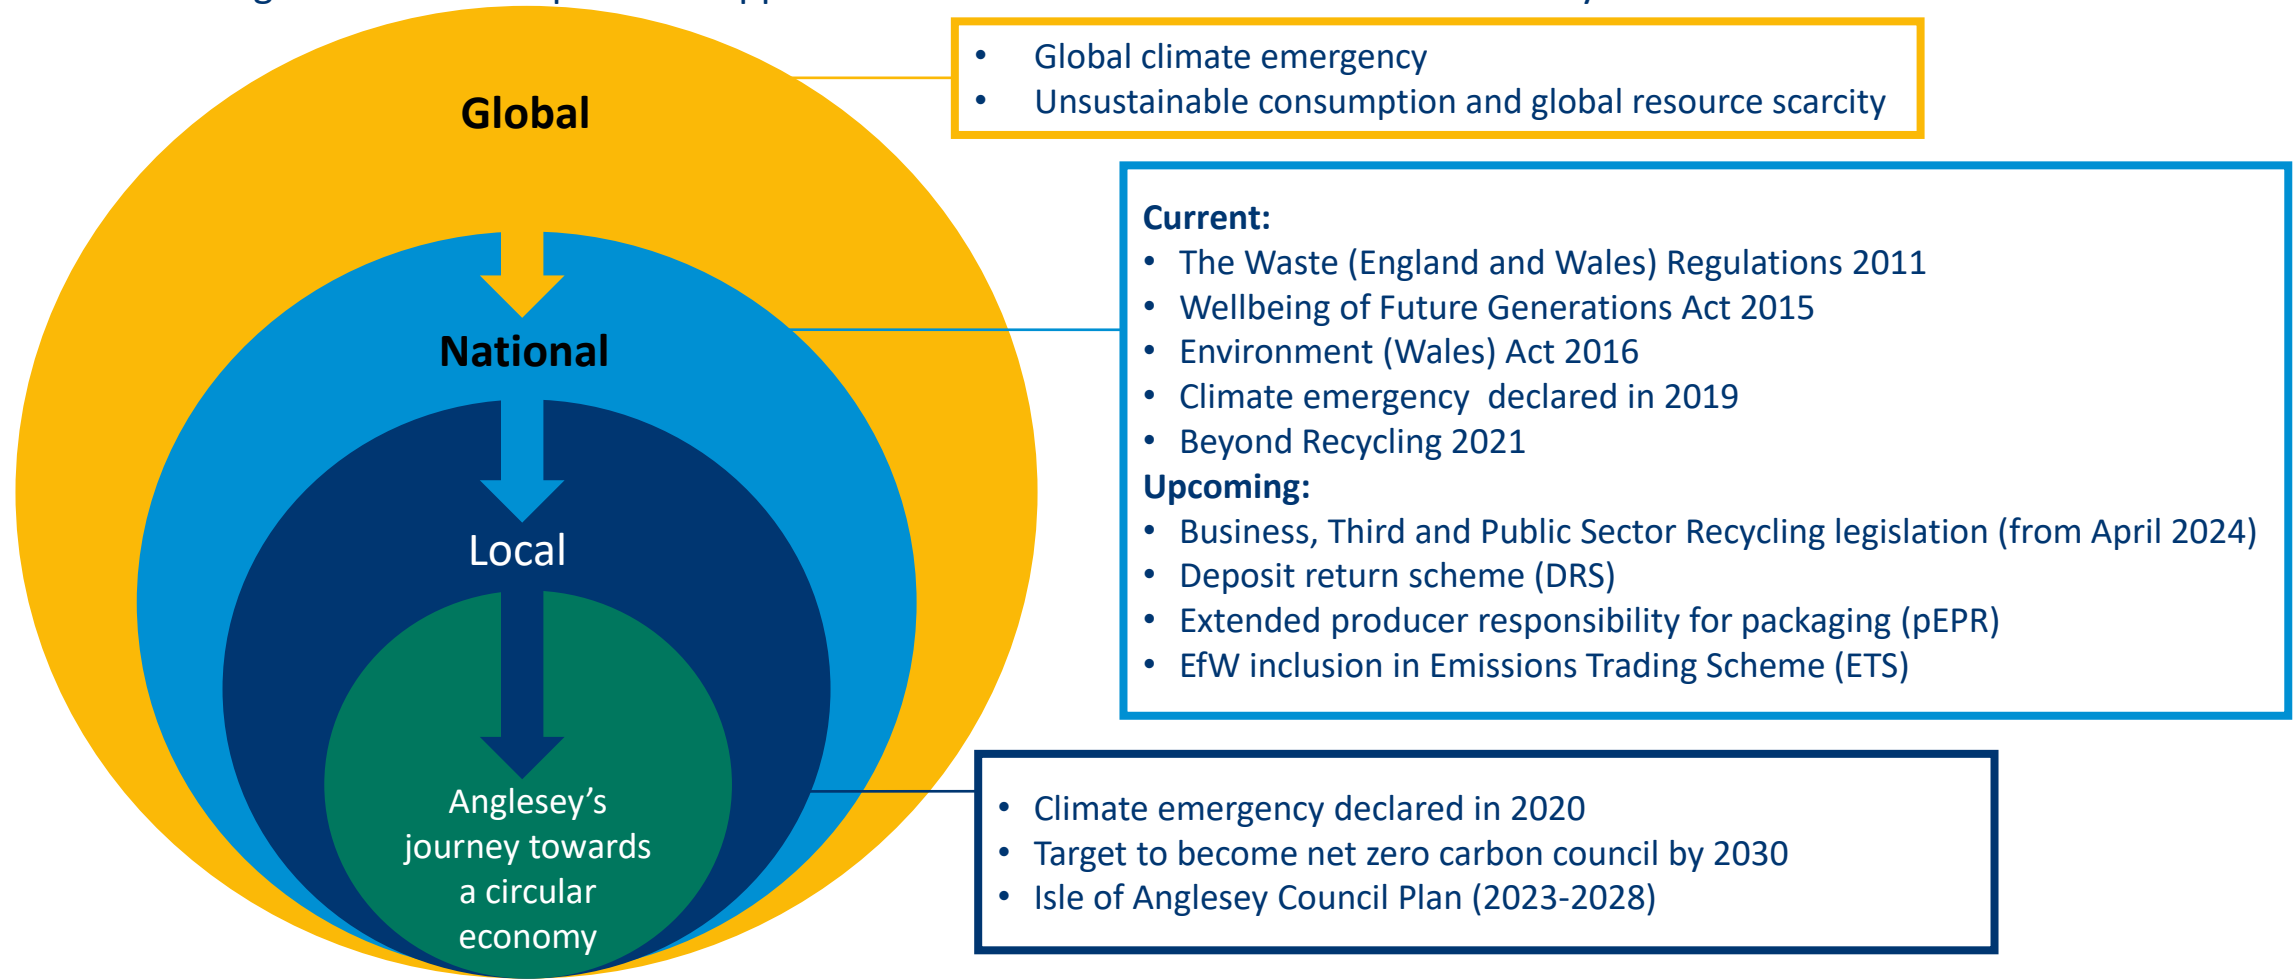 Global
• Global climate emergency
• Unsustainable consumption and global resource scarcity
National
Current:
• The Waste (England and Wales) Regulations 2011
• Wellbeing of Future Generations Act 2015
• Environment (Wales) Act 2016
• Climate emergency  declared in 2019
• Beyond Recycling 2021
Upcoming:
• Business, Third and Public Sector Recycling legislation (from April 2024)
• Deposit return scheme (DRS)
• Extended producer responsibility for packaging (pEPR)
• EfW inclusion in Emissions Trading Scheme (ETS)
Local
• Climate emergency declared in 2020
• Target to become net zero carbon council by 2030
• Isle of Anglesey Council Plan (2023-2028)
Anglesey’s
journey towards
a circular
economy